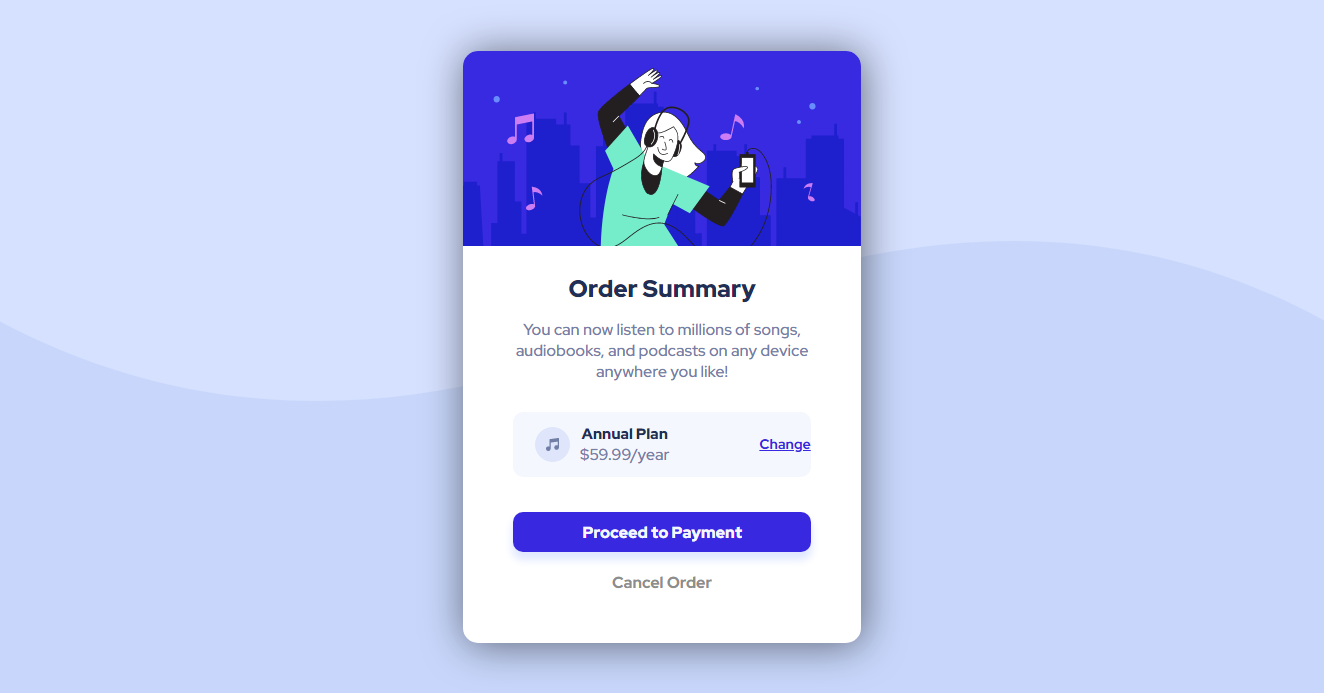 Order Summary
You can now listen to millions of songs,
audiobooks, and podcasts on any device
anywhere you like!
Annual Plan
$59.99/year
Change
Proceed to Payment
Cancel Order